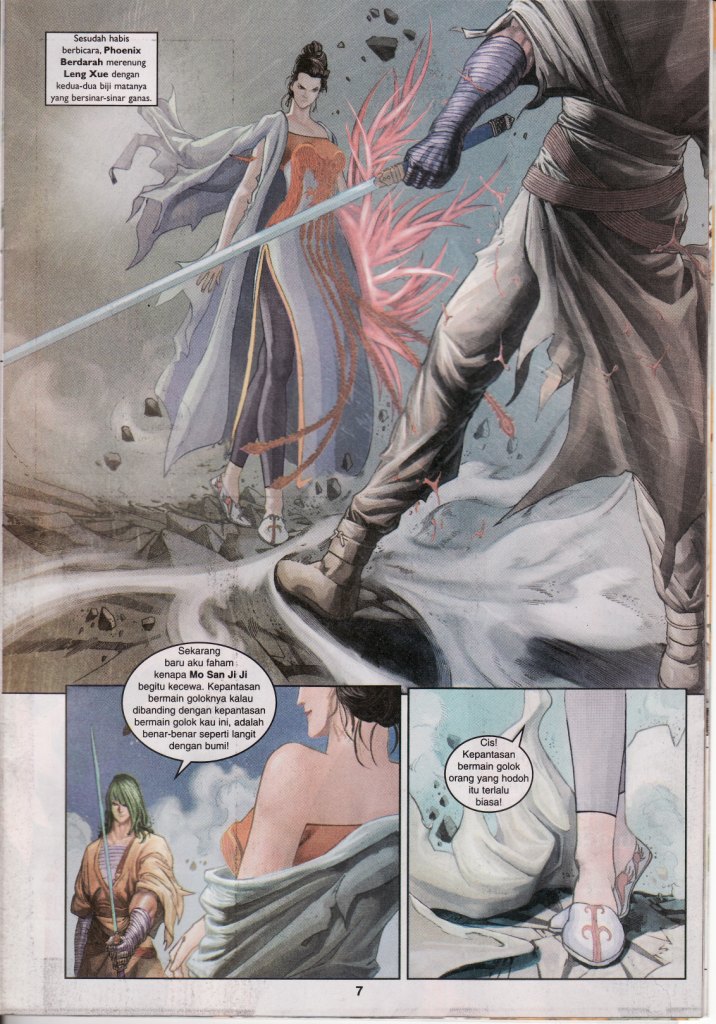 Sesudah habis
berbicara, Phoenix
Berdarah merenung
Leng Xue dengan
kedua-dua biji matanya
yang bersinar-sinar ganas.
Sekarang
baru aku faham
kenapa Mo San Ji Ji
begitu kecewa. Kepantasan
bermain goloknya kalau
dibanding dengan kepantasan
bermain golok kau ini, adalah
benar-benar seperti langit
dengan bumi!
Cis!
Kepantasan
bermain golok
orang yang hodoh
itu terlalu
biasa!
7